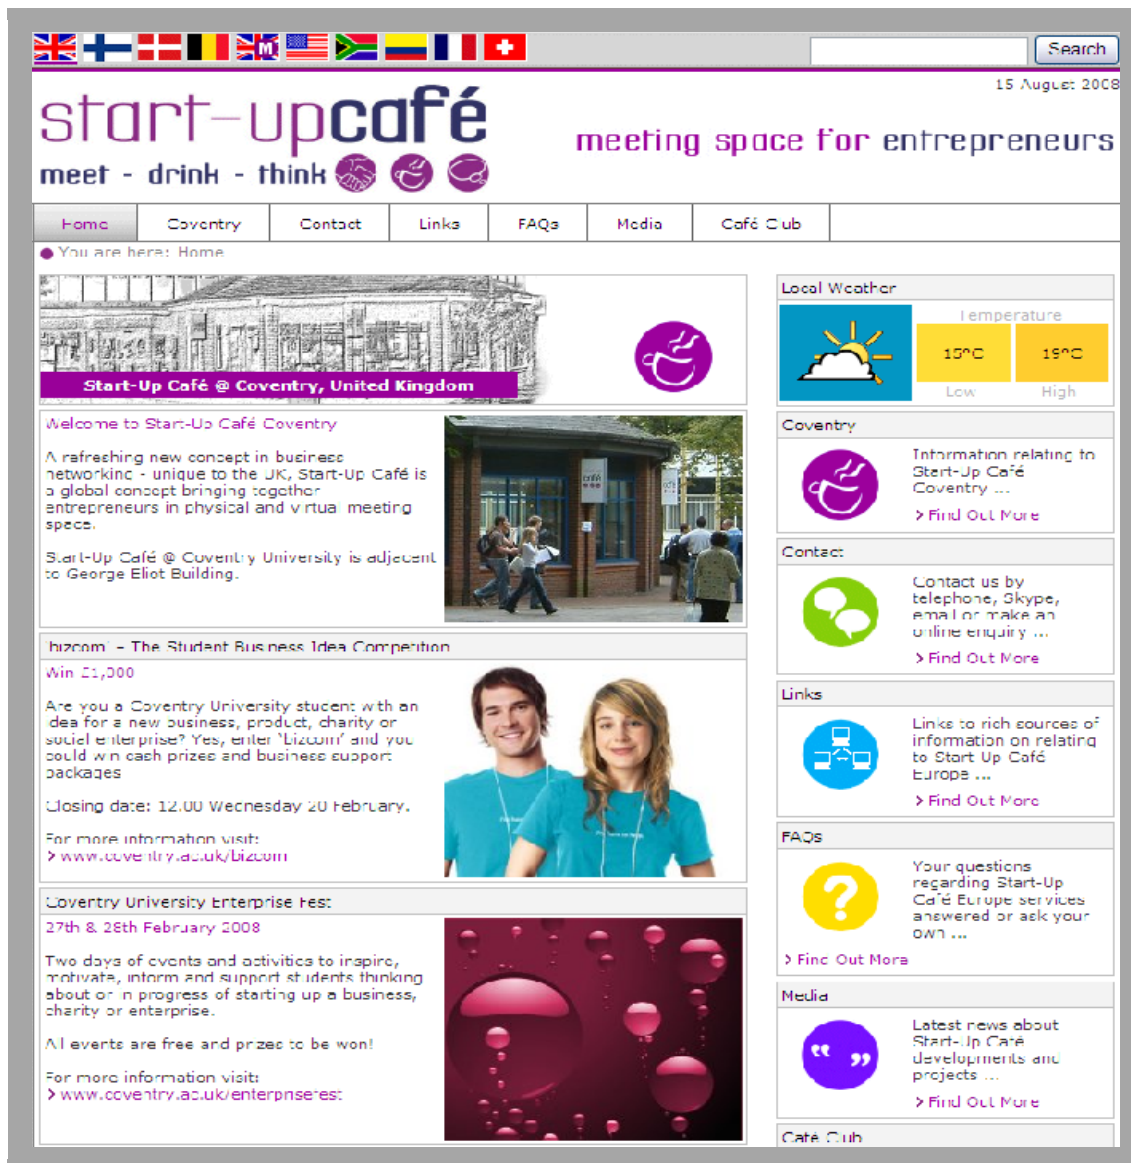 M
Search
15 August 2008
start-upcafé
meeting space for entrepreneurs
meet - drink - think
Home
Coventry
Contact
Links
FAQs
Media
Café Club
You are here: Home
Start-Up Café @ Coventry, United Kingdom
Welcome to Start-Up Café Coventry
A refreshing new concept in business
networking - unique to the UK, Start-Up Café is
a global concept bringing together
entrepreneurs in physical and virtual meeting
space.
Start-Up Café @ Coventry University is adjacent
to George Eliot Building.
café
'bizcom' – The Student Business Idea Competition
Win £1,000
Are you a Coventry University student with an
idea for a new business, product, charity or
social enterprise? Yes, enter 'bizcom' and you
could win cash prizes and business support
packages
Closing date: 12.00 Wednesday 20 February.
For more information visit:
> www.coventry.ac.uk/bizcom
Coventry University Enterprise Fest
27th & 28th February 2008
Two days of events and activities to inspire,
motivate, inform and support students thinking
about or in progress of starting up a business,
charity or enterprise.
All events are free and prizes to be won!
For more information visit:
> www.coventry.ac.uk/enterprisefest
Local Weather
Temperature
15°C
19°C
Low
High
Coventry
Information relating to
Start-Up Café
Coventry ...
> Find Out More
Contact
Contact us by
telephone, Skype,
email or make an
online enquiry ...
> Find Out More
Links
Links to rich sources of
information on relating
to Start-Up Café
Europe ...
> Find Out More
FAQs
?
Your questions
regarding Start-Up
Café Europe services
answered or ask your
own ...
> Find Out More
Media
Latest news about
Start-Up Café
developments and
projects ...
> Find Out More
Café Club